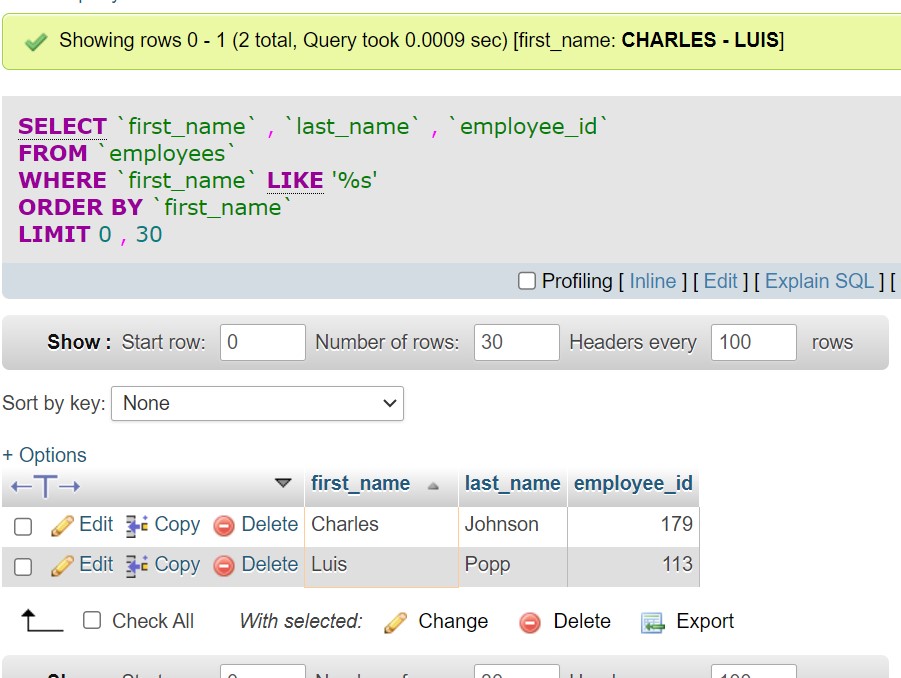 Showing rows 0 - 1 (2 total, Query took 0.0009 sec) [first_name: CHARLES - LUIS]
SELECT `first_name` , `last_name` , `employee_id`
FROM `employees`
WHERE `first_name` LIKE '%s'
ORDER BY `first_name`
LIMIT 0 , 30
Profiling [ Inline ] [ Edit ] [ Explain SQL ] [
Show : Start row: 0 Number of rows: 30 Headers every 100 rows
Sort by key: None
+ Options
←T→ first_name last_name employee_id
Edit Copy Delete Charles Johnson 179
Edit Copy Delete Luis Popp 113
Check All With selected: Change Delete Export